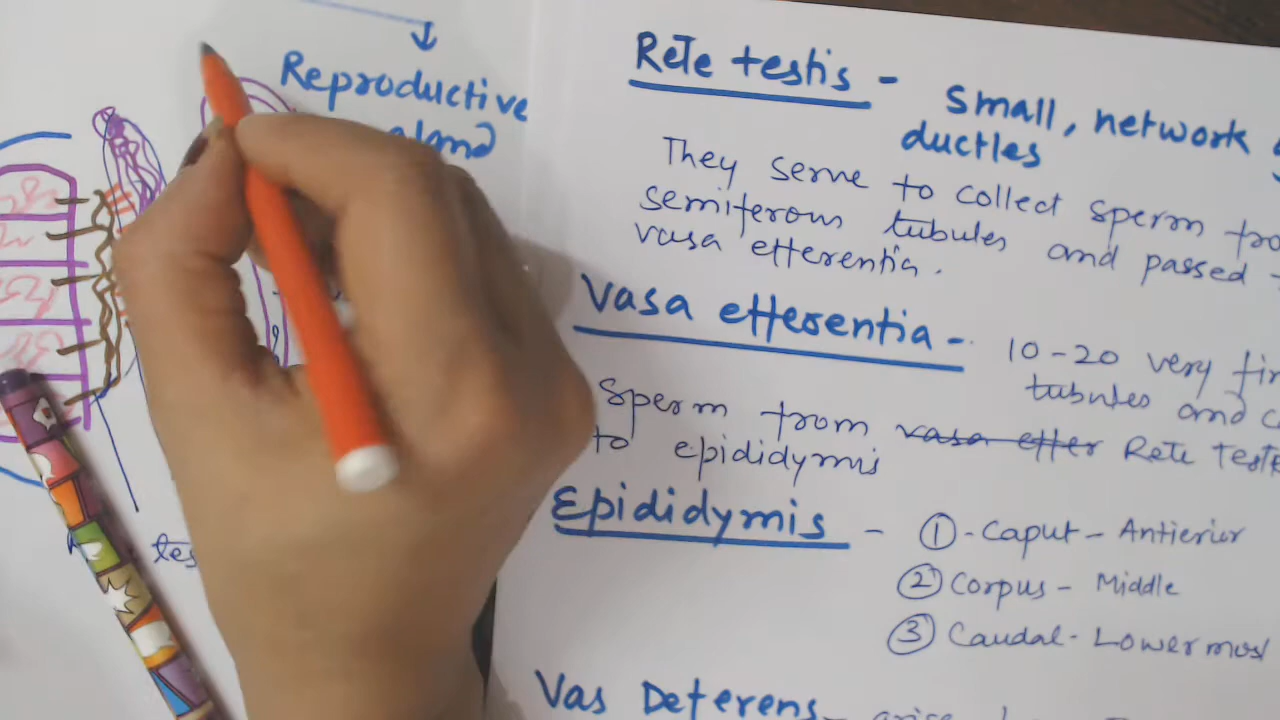 Reproductive
gland
Rete testis - Small, network
ductles
They serve to collect sperm
semiferous tubules and passed
vasa efferentia.
Vasa efferentia - 10-20 very
tubules and
Sperm from vasa effer Rete
to epididymis
Epididymis - ① - Caput - Antierior
② Corpus - Middle
③ Caudal - Lowermost
Vas Deferens -